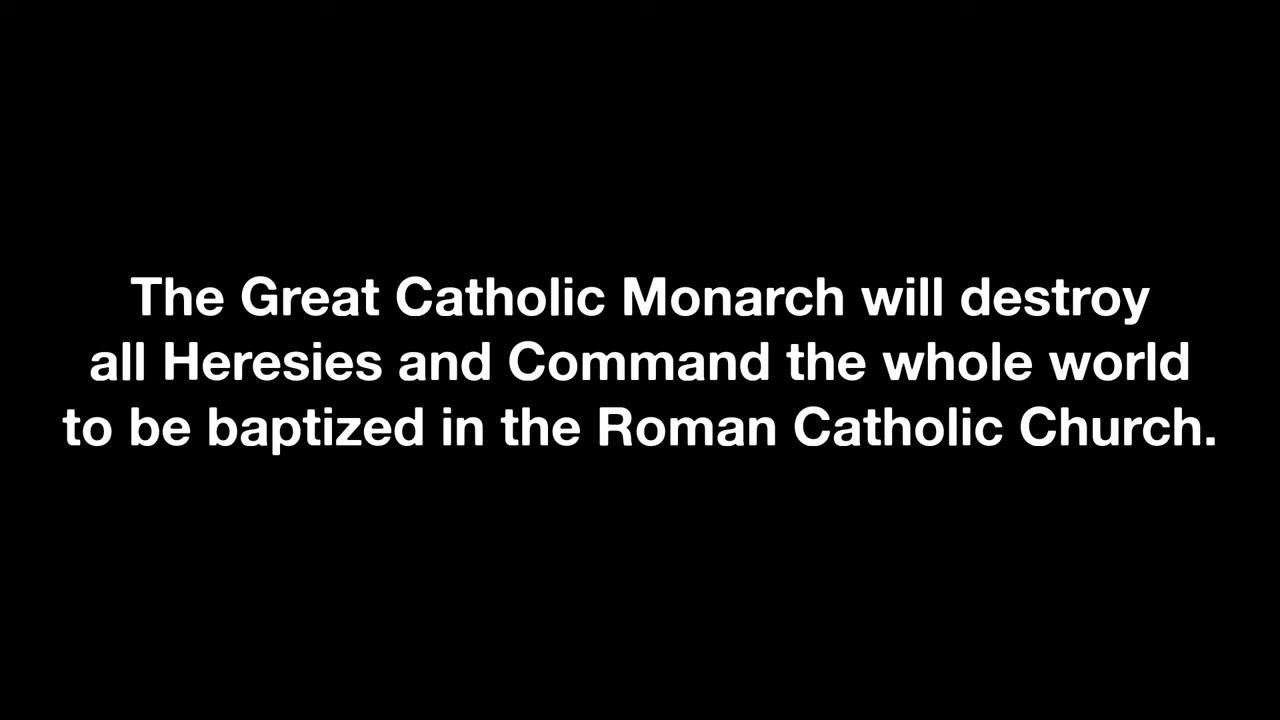 The Great Catholic Monarch will destroy
all Heresies and Command the whole world
to be baptized in the Roman Catholic Church.